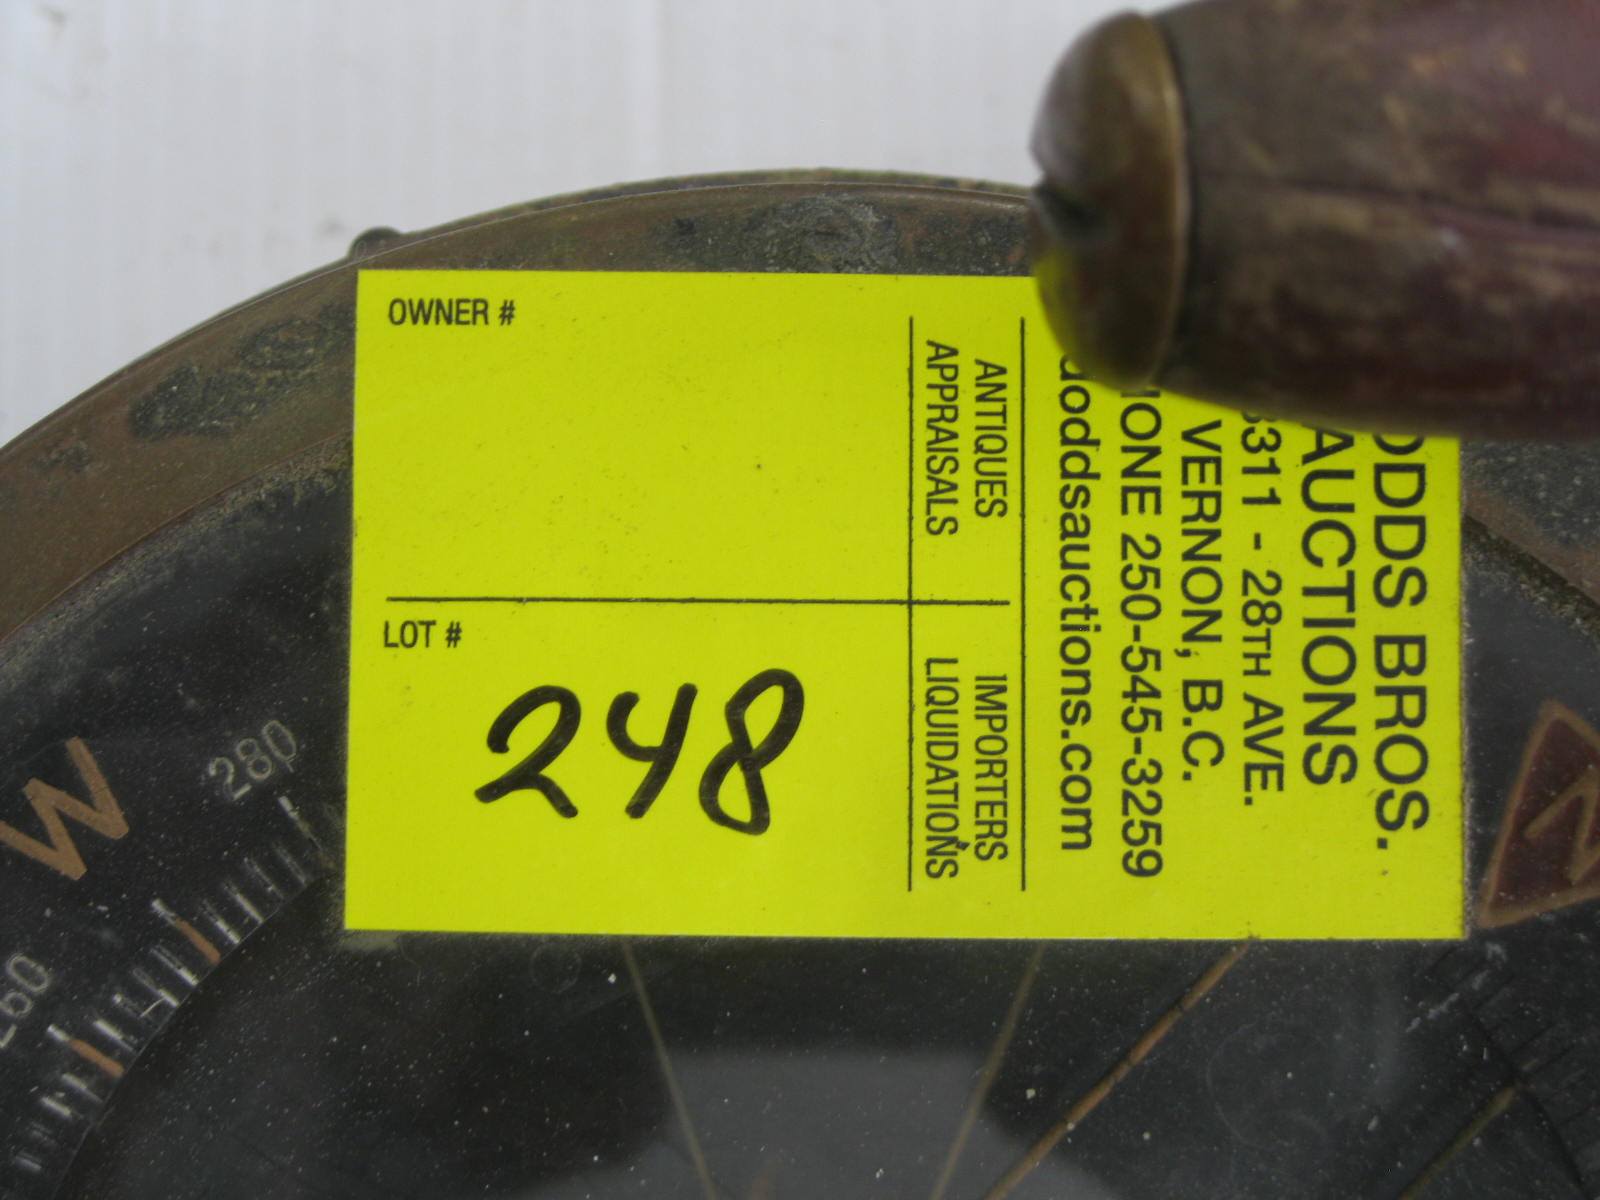 OWNER #
LOT #
248
ODDS BROS.
AUCTIONS
3311 - 28TH AVE.
VERNON, B.C.
IONE 250-545-3259
doddsauctions.com
ANTIQUES
APPRAISALS
IMPORTERS
LIQUIDATIONS
W
280
260
N